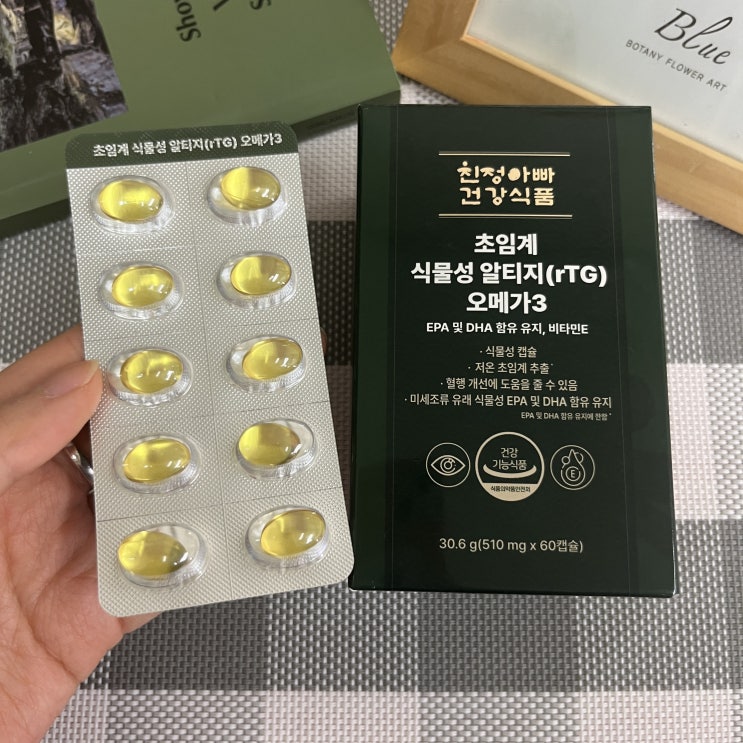 Shor
A
S
Blue
BOTANY FLOWER ART.
초임계 식물성 알티지(rTG) 오메가3
친정아빠
건강식품
초임계
식물성 알티지(rTG)
오메가3
EPA 및 DHA 함유 유지, 비타민E
· 식물성 캡슐
· 저온 초임계 추출*
· 혈행 개선에 도움을 줄 수 있음
· 미세조류 유래 식물성 EPA 및 DHA 함유 유지
EPA 및 DHA 함유 유지에 한함*
건강
기능식품
식품의약품안전처
E
30.6 g(510 mg x 60캡슐)